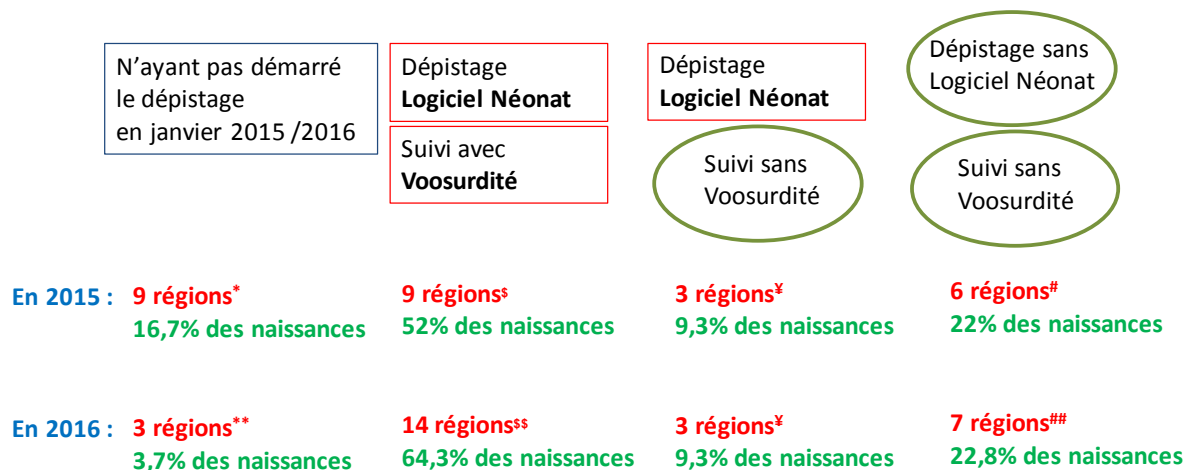 N'ayant pas démarré
le dépistage
en janvier 2015 /2016
Dépistage
Logiciel Néonat
Suivi avec
Voosurdité
Dépistage
Logiciel Néonat
Suivi sans
Voosurdité
Dépistage sans
Logiciel Néonat
Suivi sans
Voosurdité
En 2015 : 9 régions* 9 régions$ 3 régions¥ 6 régions#
16,7% des naissances 52% des naissances 9,3% des naissances 22% des naissances
En 2016 : 3 régions** 14 régions$$ 3 régions¥ 7 régions##
3,7% des naissances 64,3% des naissances 9,3% des naissances 22,8% des naissances